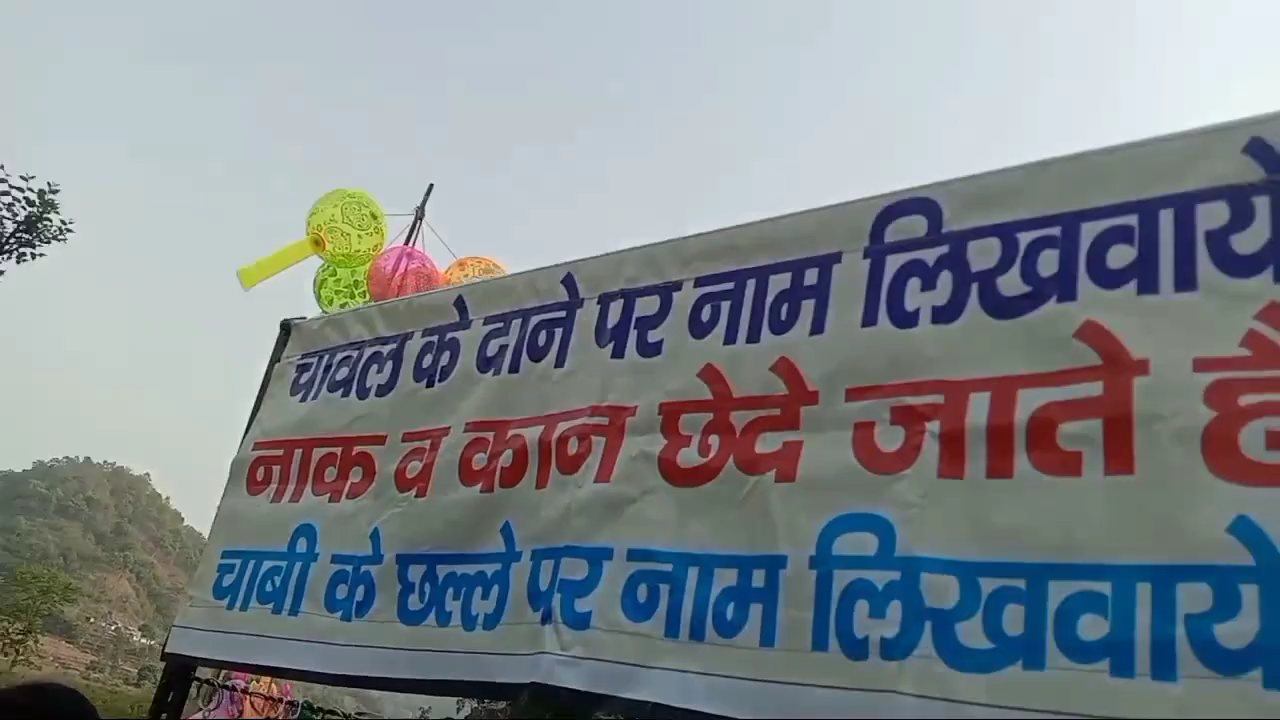 चावल के दाने पर नाम लिखवाये
नाक व कान छेदे जाते है
चाबी के छल्ले पर नाम लिखवाये